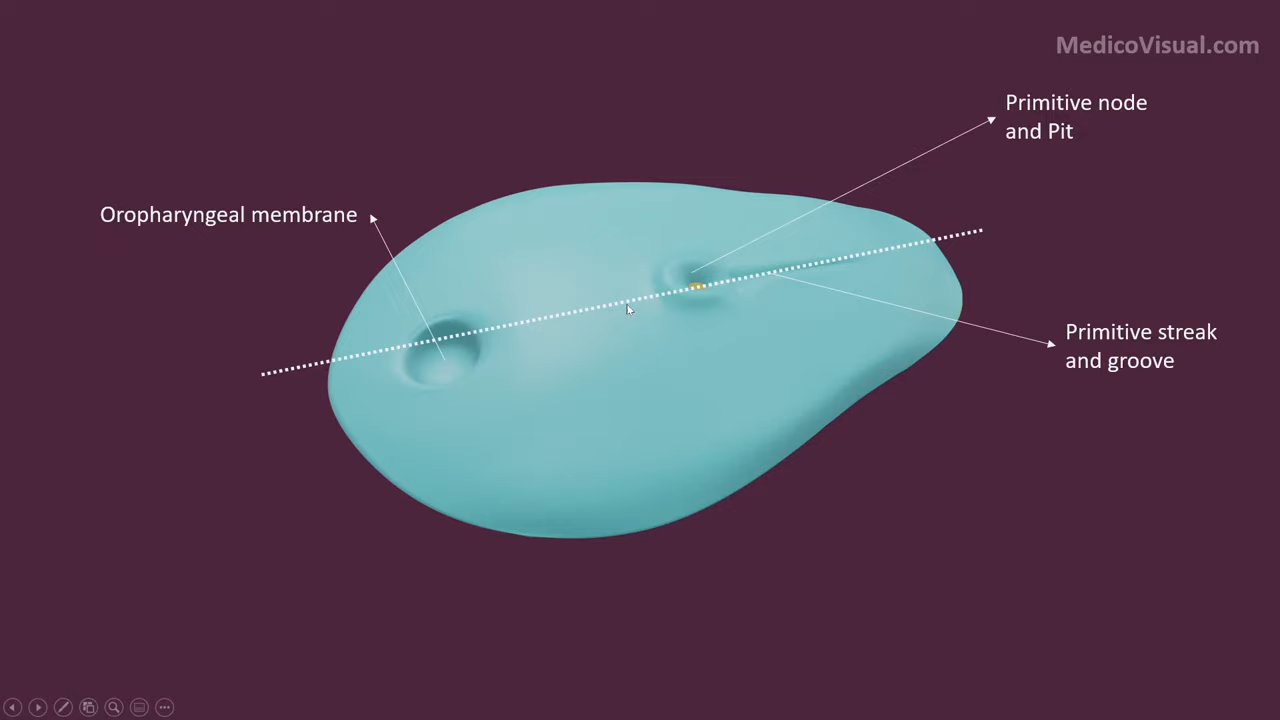 MedicoVisual.com
Primitive node
and Pit
Oropharyngeal membrane
Primitive streak
and groove